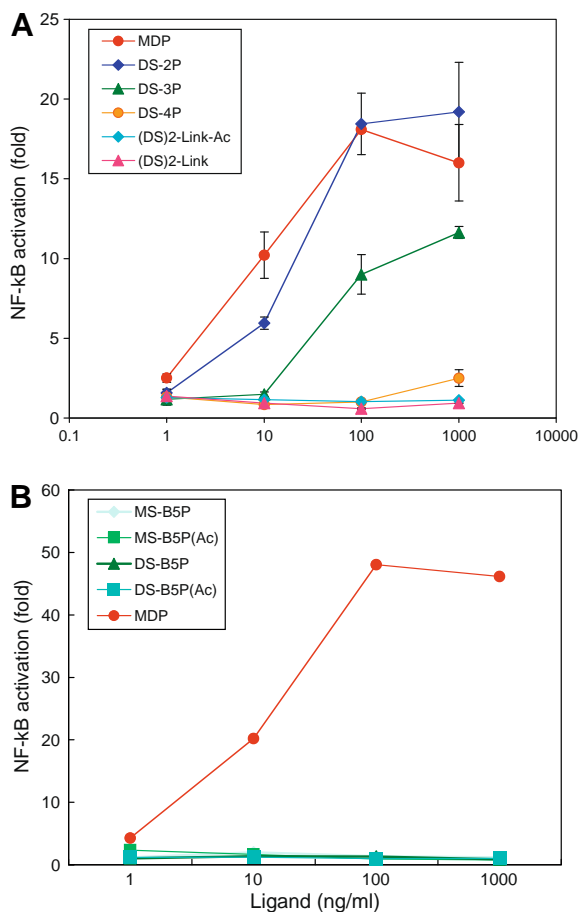 A
25
20
15
10
5
0
NF-kB activation (fold)
MDP
DS-2P
DS-3P
DS-4P
(DS)2-Link-Ac
(DS)2-Link
0.1
1
10
100
1000
10000
B
60
50
40
30
20
10
0
NF-kB activation (fold)
MS-B5P
MS-B5P(Ac)
DS-B5P
DS-B5P(Ac)
MDP
1
10
100
1000
Ligand (ng/ml)